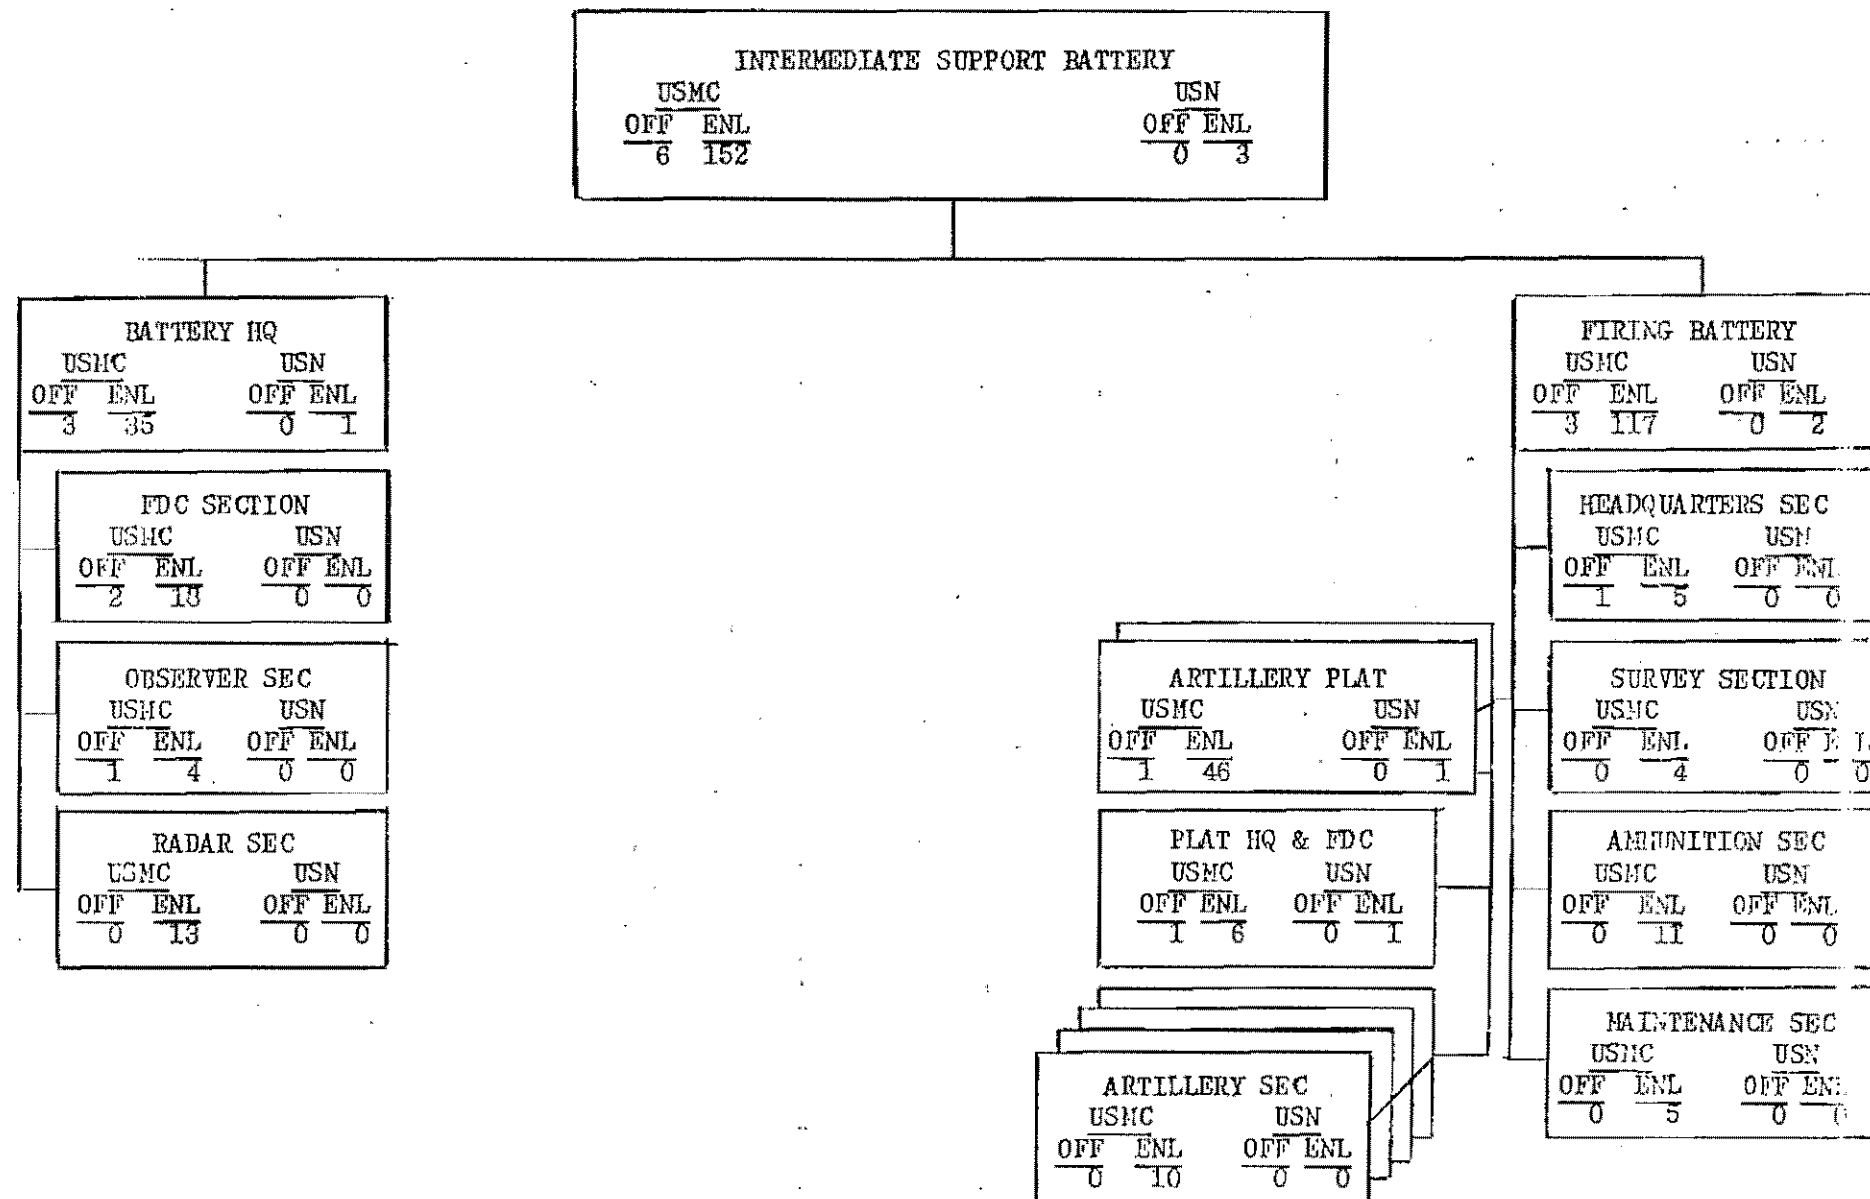 INTERMEDIATE SUPPORT BATTERY
USMC USN
OFF ENL OFF ENL
6 152 0 3
BATTERY HQ
USMC USN
OFF ENL OFF ENL
3 35 0 1
FDC SECTION
USMC USN
OFF ENL OFF ENL
2 18 0 0
OBSERVER SEC
USMC USN
OFF ENL OFF ENL
1 4 0 0
RADAR SEC
USMC USN
OFF ENL OFF ENL
0 13 0 0
FIRING BATTERY
USMC USN
OFF ENL OFF ENL
3 117 0 2
HEADQUARTERS SEC
USMC USN
OFF ENL OFF ENL
1 5 0 0
SURVEY SECTION
USMC USN
OFF ENL OFF
0 4 0 0
AMMUNITION SEC
USMC USN
OFF ENL OFF ENL
0 11 0 0
MAINTENANCE SEC
USMC USN
OFF ENL OFF
0 5 0
ARTILLERY PLAT
USMC USN
OFF ENL OFF ENL
1 46 0 1
PLAT HQ & FDC
USMC USN
OFF ENL OFF ENL
1 6 0 1
ARTILLERY SEC
USMC USN
OFF ENL OFF ENL
0 10 0 0